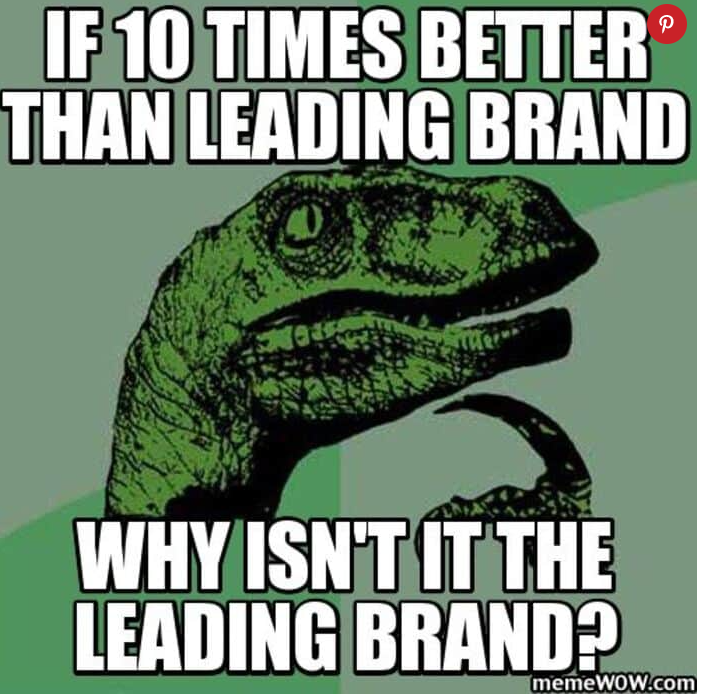 IF 10 TIMES BETTER
THAN LEADING BRAND
WHY ISN'T IT THE
LEADING BRAND?
memeWOW.com